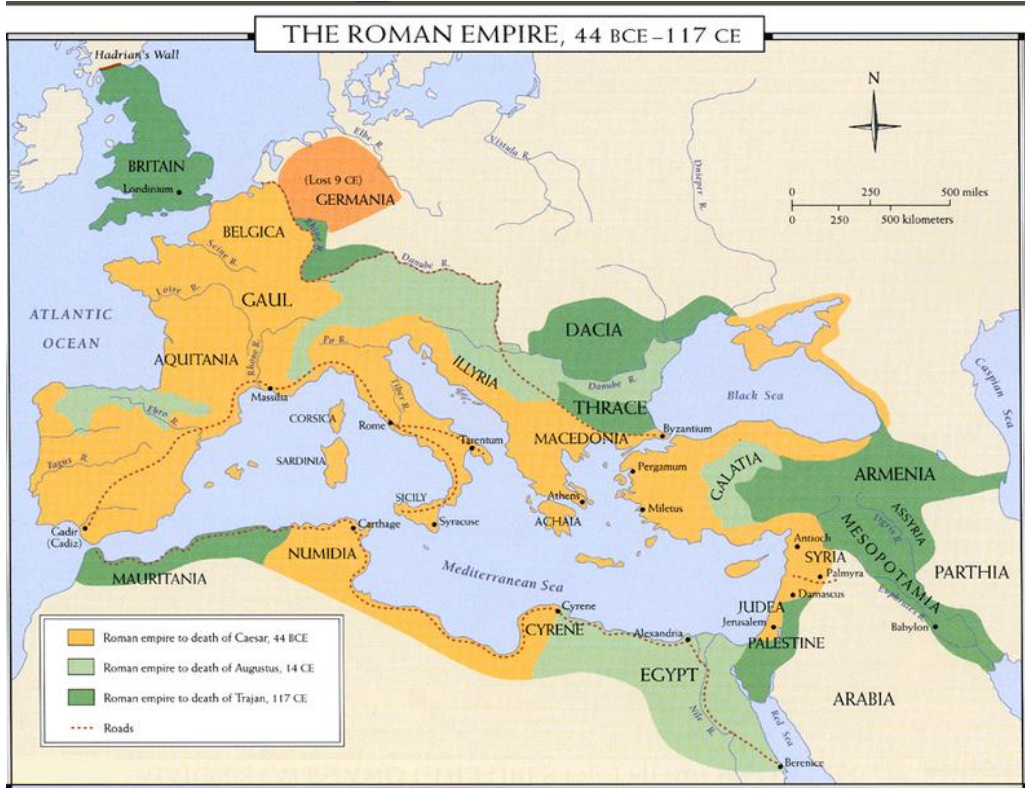 THE ROMAN EMPIRE, 44 BCE–117 CE
Hadrian's Wall
N
BRITAIN
Londinium
Elbe R.
Vistula R.
Dnieper R.
(Lost 9 CE)
GERMANIA
0 250 500 miles
0 250 500 kilometers
BELGICA
Rhine R.
Seine R.
Danube R.
Loire R.
GAUL
ATLANTIC
OCEAN
DACIA
AQUITANIA
Rhône R.
Po R.
ILLYRIA
Caspian Sea
Massilia
Danube R.
Black Sea
Ebro R.
CORSICA
Tiber R.
THRACE
Rome
Byzantium
Tagus R.
Tarentum
MACEDONIA
SARDINIA
Pergamum
GALATIA
ARMENIA
SICILY
Athens
Miletus
ASSYRIA
Gadir
(Cadiz)
Carthage
Syracuse
ACHAIA
Tigris R.
Antioch
MESOPOTAMIA
NUMIDIA
SYRIA
MAURITANIA
Mediterranean Sea
Palmyra
PARTHIA
Damascus
Euphrates R.
Cyrene
JUDEA
CYRENE
Alexandria
Jerusalem
Babylon
PALESTINE
EGYPT
ARABIA
Nile R.
Red Sea
Berenice
Roman empire to death of Caesar, 44 BCE
Roman empire to death of Augustus, 14 CE
Roman empire to death of Trajan, 117 CE
Roads